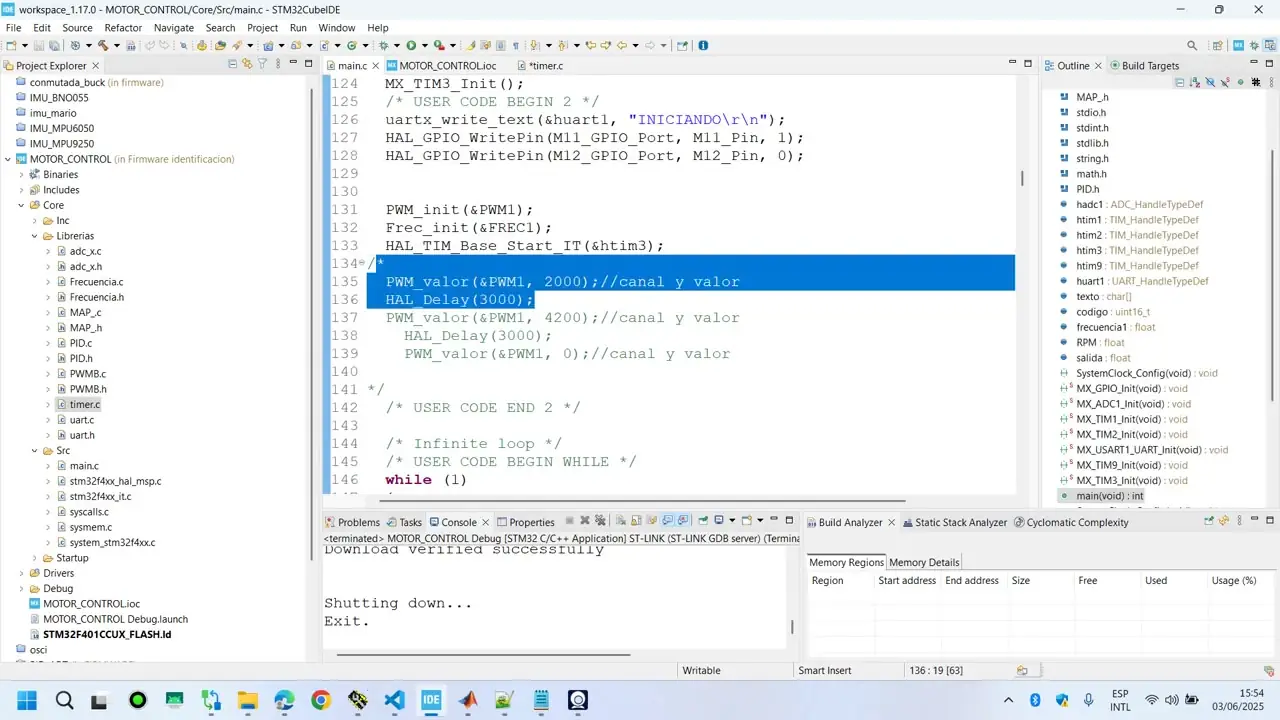 workspace_1.17.0 - MOTOR_CONTROL/Core/Src/main.c - STM32CubeIDE
File Edit Source Refactor Navigate Search Project Run Window Help
Project Explorer
conmutada_buck (in firmware)
IMU_BNO055
imu_mario
IMU_MPU6050
IMU_MPU9250
MOTOR_CONTROL (in Firmware identificacion)
Binaries
Includes
Core
Inc
Librerias
adc_x.c
adc_x.h
Frecuencia.c
Frecuencia.h
MAP_.c
MAP_.h
PID.c
PID.h
PWMB.c
PWMB.h
timer.c
uart.c
uart.h
Src
main.c
stm32f4xx_hal_msp.c
stm32f4xx_it.c
syscalls.c
sysmem.c
system_stm32f4xx.c
Startup
Drivers
Debug
MOTOR_CONTROL.ioc
MOTOR_CONTROL Debug.launch
STM32F401CCUX_FLASH.ld
osci
main.c MOTOR_CONTROL.ioc *timer.c
124 MX_TIM3_Init();
125 /* USER CODE BEGIN 2 */
126 uartx_write_text(&huart1, "INICIANDO\r\n");
127 HAL_GPIO_WritePin(M11_GPIO_Port, M11_Pin, 1);
128 HAL_GPIO_WritePin(M12_GPIO_Port, M12_Pin, 0);
129
130
131 PWM_init(&PWM1);
132 Frec_init(&FREC1);
133 HAL_TIM_Base_Start_IT(&htim3);
134 /*
135 PWM_valor(&PWM1, 2000);//canal y valor
136 HAL_Delay(3000);
137 PWM_valor(&PWM1, 4200);//canal y valor
138 HAL_Delay(3000);
139 PWM_valor(&PWM1, 0);//canal y valor
140
141 */
142 /* USER CODE END 2 */
143
144 /* Infinite loop */
145 /* USER CODE BEGIN WHILE */
146 while (1)
Outline Build Targets
MAP_.h
stdio.h
stdint.h
stdlib.h
string.h
math.h
PID.h
hadc1 : ADC_HandleTypeDef
htim1 : TIM_HandleTypeDef
htim2 : TIM_HandleTypeDef
htim3 : TIM_HandleTypeDef
htim9 : TIM_HandleTypeDef
huart1 : UART_HandleTypeDef
texto : char[]
codigo : uint16_t
frecuencia1 : float
RPM : float
salida : float
SystemClock_Config(void) : void
MX_GPIO_Init(void) : void
MX_ADC1_Init(void) : void
MX_TIM1_Init(void) : void
MX_TIM2_Init(void) : void
MX_USART1_UART_Init(void) : void
MX_TIM9_Init(void) : void
MX_TIM3_Init(void) : void
main(void) : int
Problems Tasks Console Properties
<terminated> MOTOR_CONTROL Debug [STM32 C/C++ Application] ST-LINK (ST-LINK GDB server) (Termina
Download verified successfully
Shutting down...
Exit.
Build Analyzer Static Stack Analyzer Cyclomatic Complexity
Memory Regions Memory Details
Region Start address End address Size Free Used Usage (%)
Writable Smart Insert 136 : 19 [63]
IDE
ESP
INTL
15:54
03/06/2025